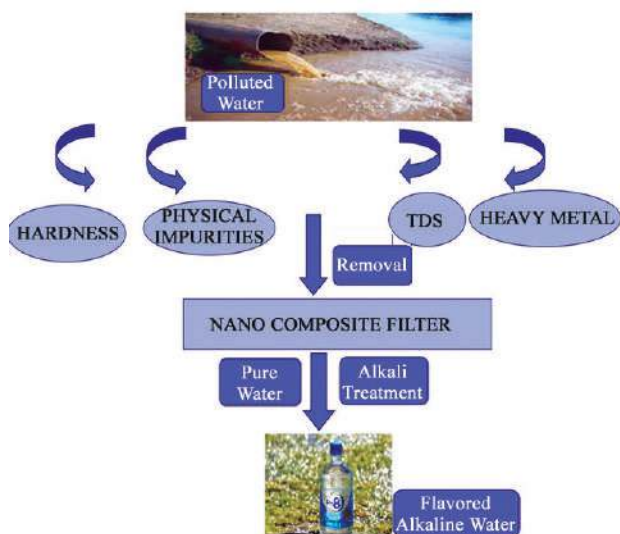 Polluted
Water
HARDNESS
PHYSICAL
IMPURITIES
TDS
HEAVY METAL
Removal
NANO COMPOSITE FILTER
Pure
Water
Alkali
Treatment
8
Flavored
Alkaline Water